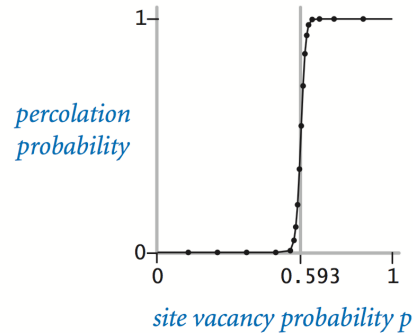 1
percolation
probability
0
0 0.593 1
site vacancy probability p